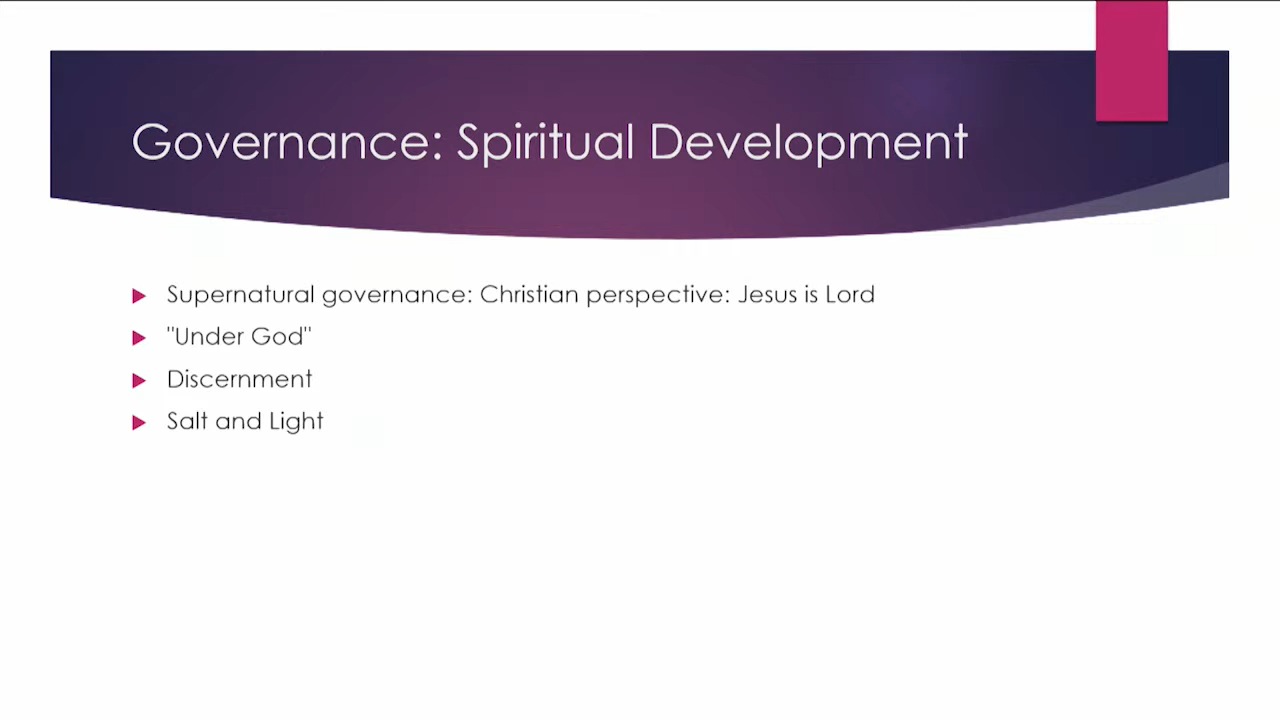 Governance: Spiritual Development
Supernatural governance: Christian perspective: Jesus is Lord
"Under God"
Discernment
Salt and Light